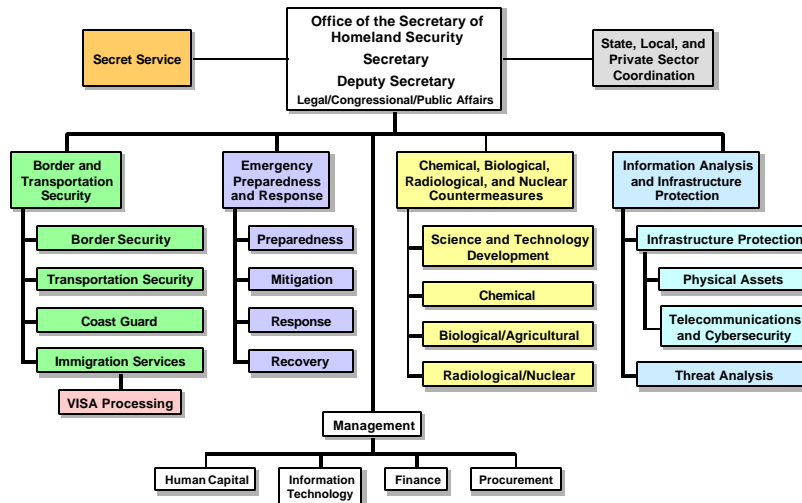 Office of the Secretary of
Homeland Security
Secretary
Deputy Secretary
Legal/Congressional/Public Affairs
Secret Service
State, Local, and
Private Sector
Coordination
Border and
Transportation
Security
Border Security
Transportation Security
Coast Guard
Immigration Services
VISA Processing
Emergency
Preparedness
and Response
Preparedness
Mitigation
Response
Recovery
Chemical, Biological,
Radiological, and Nuclear
Countermeasures
Science and Technology
Development
Chemical
Biological/Agricultural
Radiological/Nuclear
Information Analysis
and Infrastructure
Protection
Infrastructure Protection
Physical Assets
Telecommunications
and Cybersecurity
Threat Analysis
Management
Human Capital
Information
Technology
Finance
Procurement